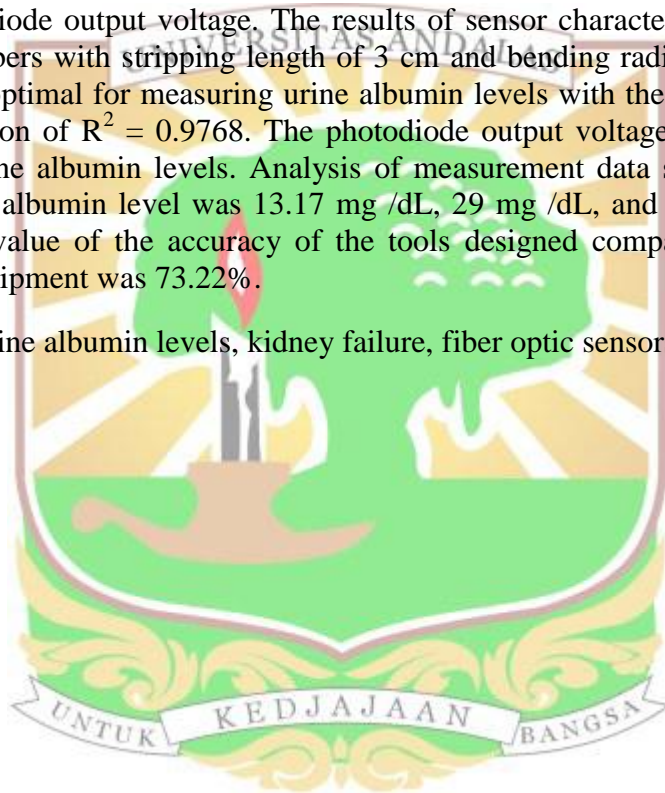 iode output voltage. The results of sensor characte
bers with stripping length of 3 cm and bending radi
UNIVERSITAS ANDALAS
optimal for measuring urine albumin levels with the
on of R² = 0.9768. The photodiode output voltage
ne albumin levels. Analysis of measurement data s
albumin level was 13.17 mg /dL, 29 mg /dL, and
value of the accuracy of the tools designed compa
ipment was 73.22%.
ine albumin levels, kidney failure, fiber optic sensor
UNTUK KEDJAJAAN BANGSA